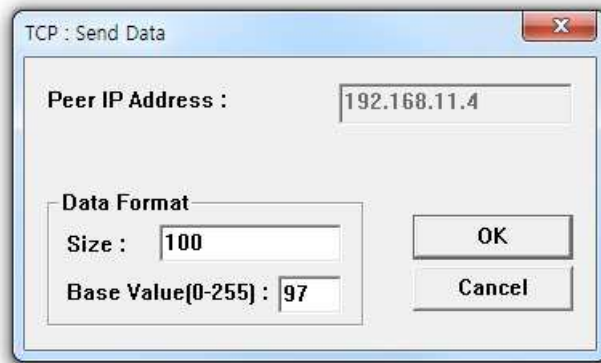 TCP : Send Data
Peer IP Address : 192.168.11.4
Data Format
Size : 100
OK
Base Value(0-255) : 97
Cancel